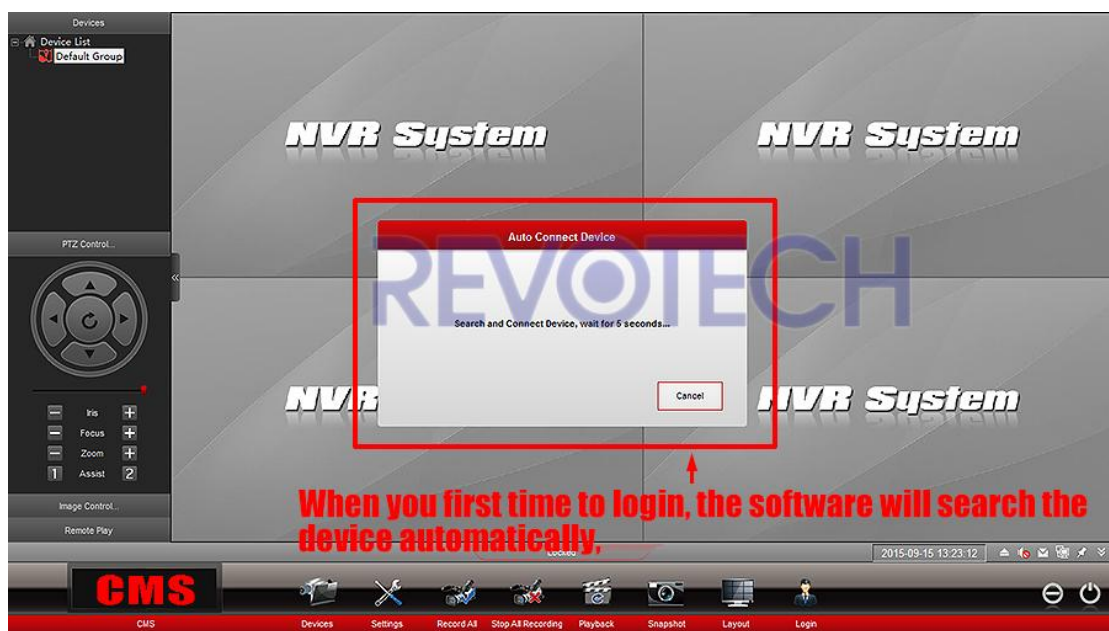 Devices
Device List
Default Group
NVR System
NVR System
PTZ Control...
Auto Connect Device
REVOTECH
Search and Connect Device, wait for 5 seconds...
Cancel
NVR
NVR System
Iris
Focus
Zoom
1 Assist 2
Image Control...
Remote Play
When you first time to login, the software will search the
device automatically,
Locked
2015-09-15 13:23:12
CMS
CMS
Devices
Settings
Record All
Stop All Recording
Playback
Snapshot
Layout
Login